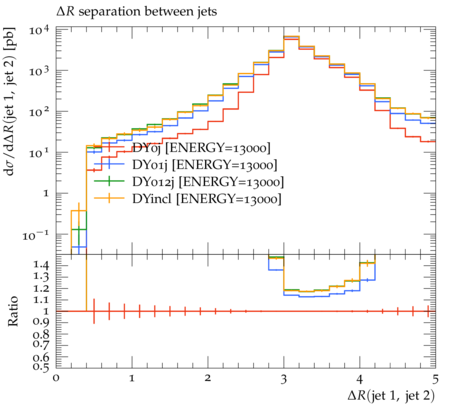 ΔR separation between jets
dσ/dΔR(jet 1, jet 2) [pb]
10⁴
10³
10²
10¹
1
10⁻¹
DY0j [ENERGY=13000]
DY01j [ENERGY=13000]
DY012j [ENERGY=13000]
DYincl [ENERGY=13000]
Ratio
1.4
1.3
1.2
1.1
1
0.9
0.8
0.7
0.6
0.5
0 1 2 3 4 5
ΔR(jet 1, jet 2)